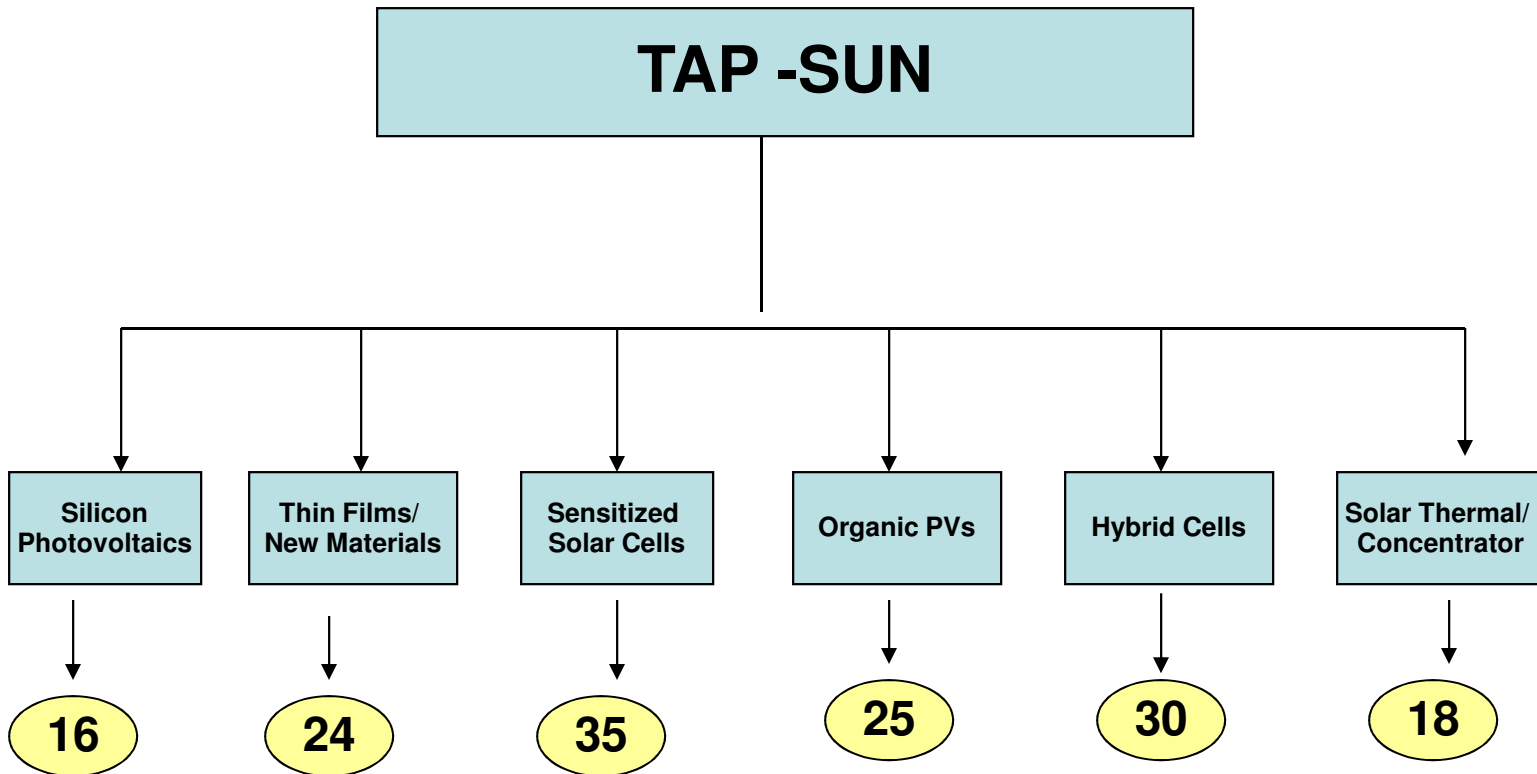 TAP -SUN
Silicon
Photovoltaics
Thin Films/
New Materials
Sensitized
Solar Cells
Organic PVs
Hybrid Cells
Solar Thermal/
Concentrator
16
24
35
25
30
18